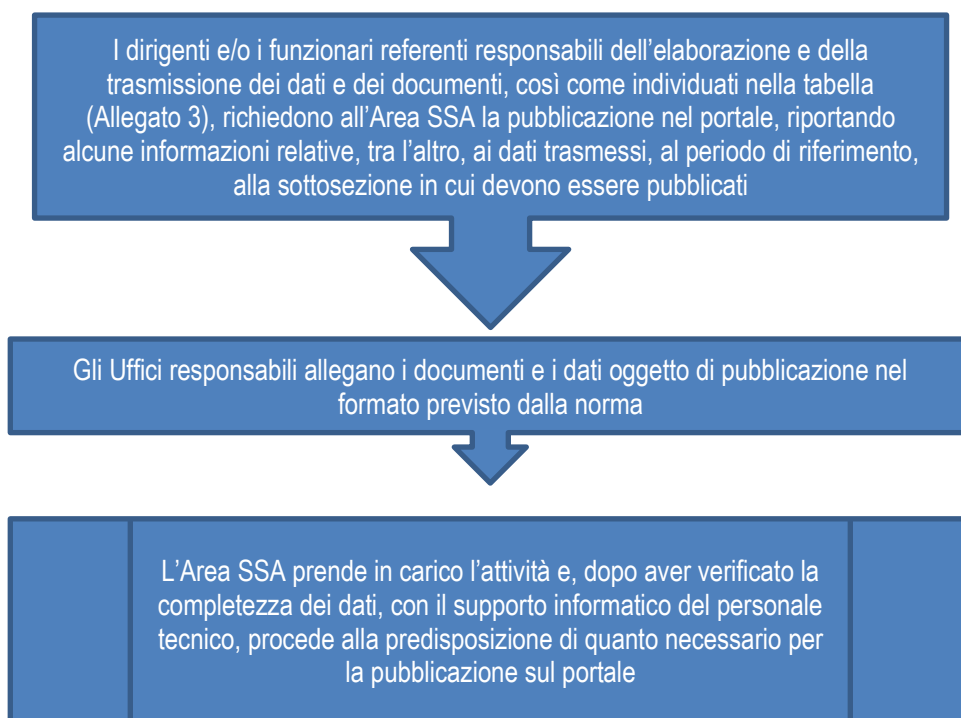 I dirigenti e/o i funzionari referenti responsabili dell’elaborazione e della
trasmissione dei dati e dei documenti, così come individuati nella tabella
(Allegato 3), richiedono all’Area SSA la pubblicazione nel portale, riportando
alcune informazioni relative, tra l’altro, ai dati trasmessi, al periodo di riferimento,
alla sottosezione in cui devono essere pubblicati
Gli Uffici responsabili allegano i documenti e i dati oggetto di pubblicazione nel
formato previsto dalla norma
L’Area SSA prende in carico l’attività e, dopo aver verificato la
completezza dei dati, con il supporto informatico del personale
tecnico, procede alla predisposizione di quanto necessario per
la pubblicazione sul portale